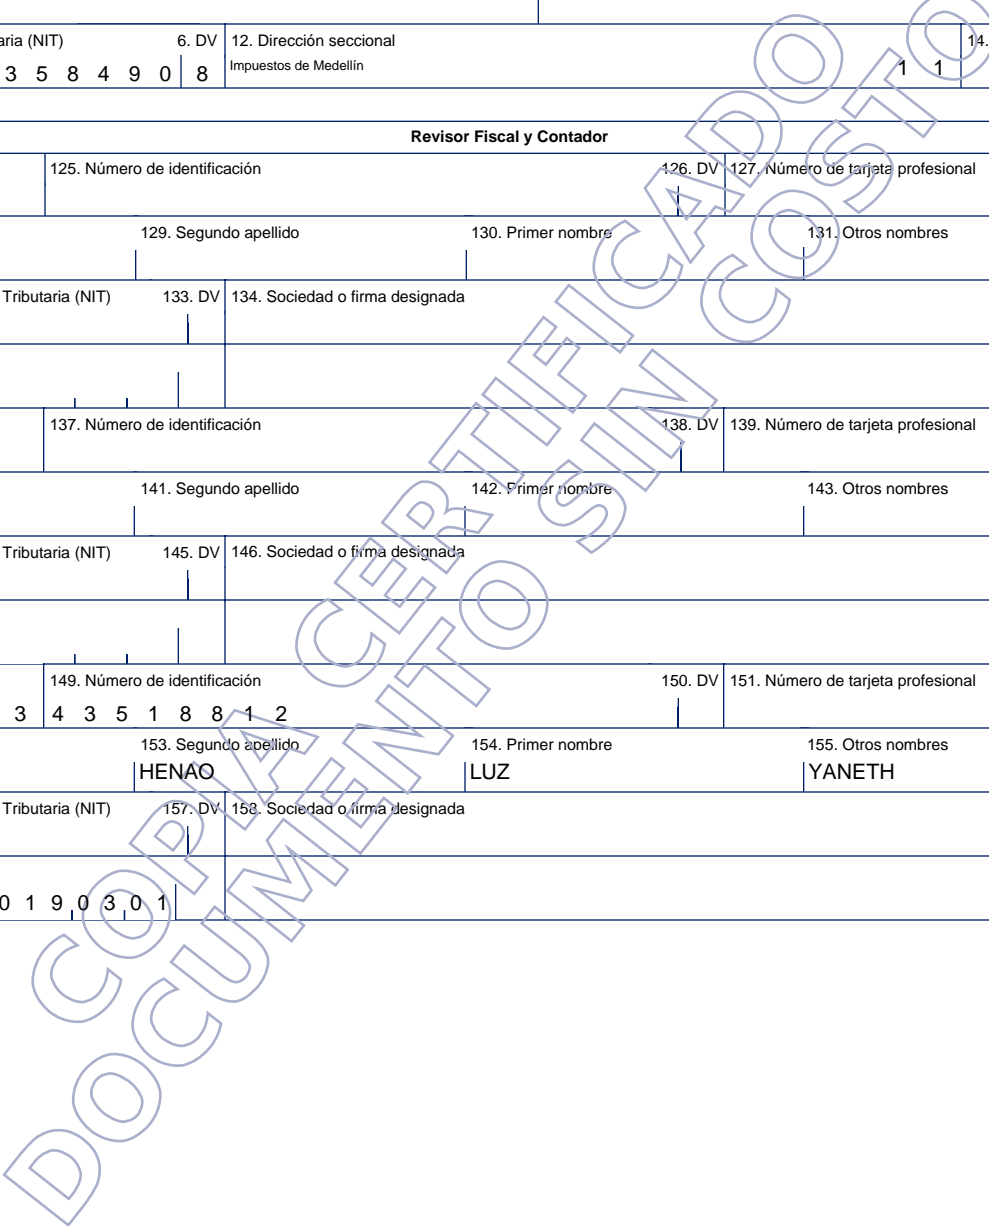 aria (NIT) 6. DV 12. Dirección seccional 14.
3 5 8 4 9 0 8 Impuestos de Medellín 1 1
Revisor Fiscal y Contador
125. Número de identificación 126. DV 127. Número de tarjeta profesional
129. Segundo apellido 130. Primer nombre 131. Otros nombres
Tributaria (NIT) 133. DV 134. Sociedad o firma designada
137. Número de identificación 138. DV 139. Número de tarjeta profesional
141. Segundo apellido 142. Primer nombre 143. Otros nombres
Tributaria (NIT) 145. DV 146. Sociedad o firma designada
149. Número de identificación 150. DV 151. Número de tarjeta profesional
3 4 3 5 1 8 8 1 2
153. Segundo apellido 154. Primer nombre 155. Otros nombres
HENAO LUZ YANETH
Tributaria (NIT) 157. DV 158. Sociedad o firma designada
0 1 9 0 3 0 1
COPIA CERTIFICADO
DOCUMENTO SIN COSTO